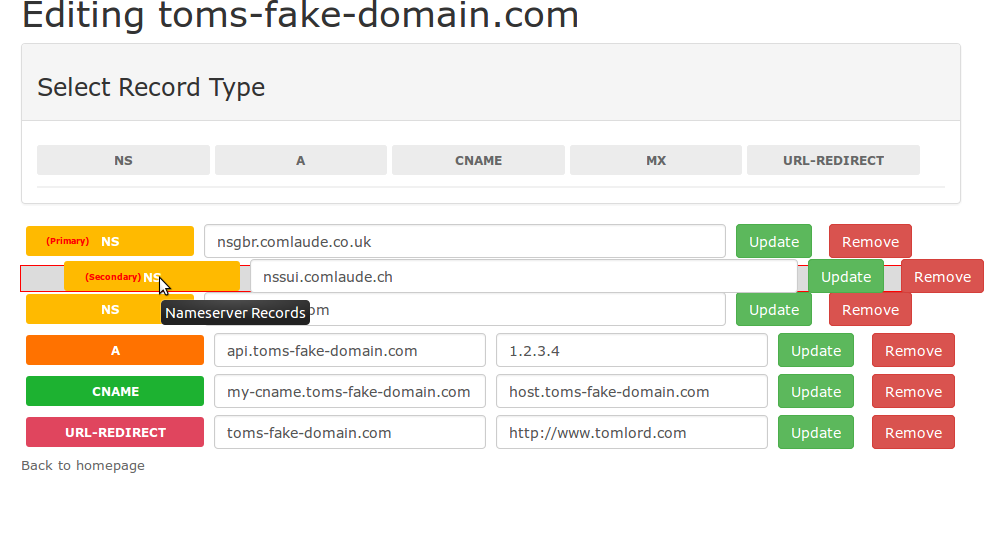 Editing toms-fake-domain.com
Select Record Type
NS A CNAME MX URL-REDIRECT
(Primary) NS nsgbr.comlaude.co.uk Update Remove
(Secondary) NS nssui.comlaude.ch Update Remove
NS Update Remove
Nameserver Records
A api.toms-fake-domain.com 1.2.3.4 Update Remove
CNAME my-cname.toms-fake-domain.com host.toms-fake-domain.com Update Remove
URL-REDIRECT toms-fake-domain.com http://www.tomlord.com Update Remove
Back to homepage